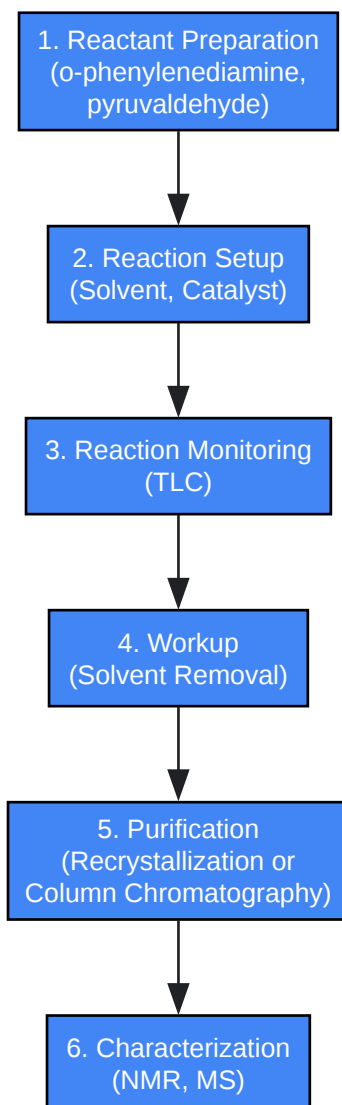 1. Reactant Preparation
(o-phenylenediamine,
pyruvaldehyde)
2. Reaction Setup
(Solvent, Catalyst)
3. Reaction Monitoring
(TLC)
4. Workup
(Solvent Removal)
5. Purification
(Recrystallization or
Column Chromatography)
6. Characterization
(NMR, MS)